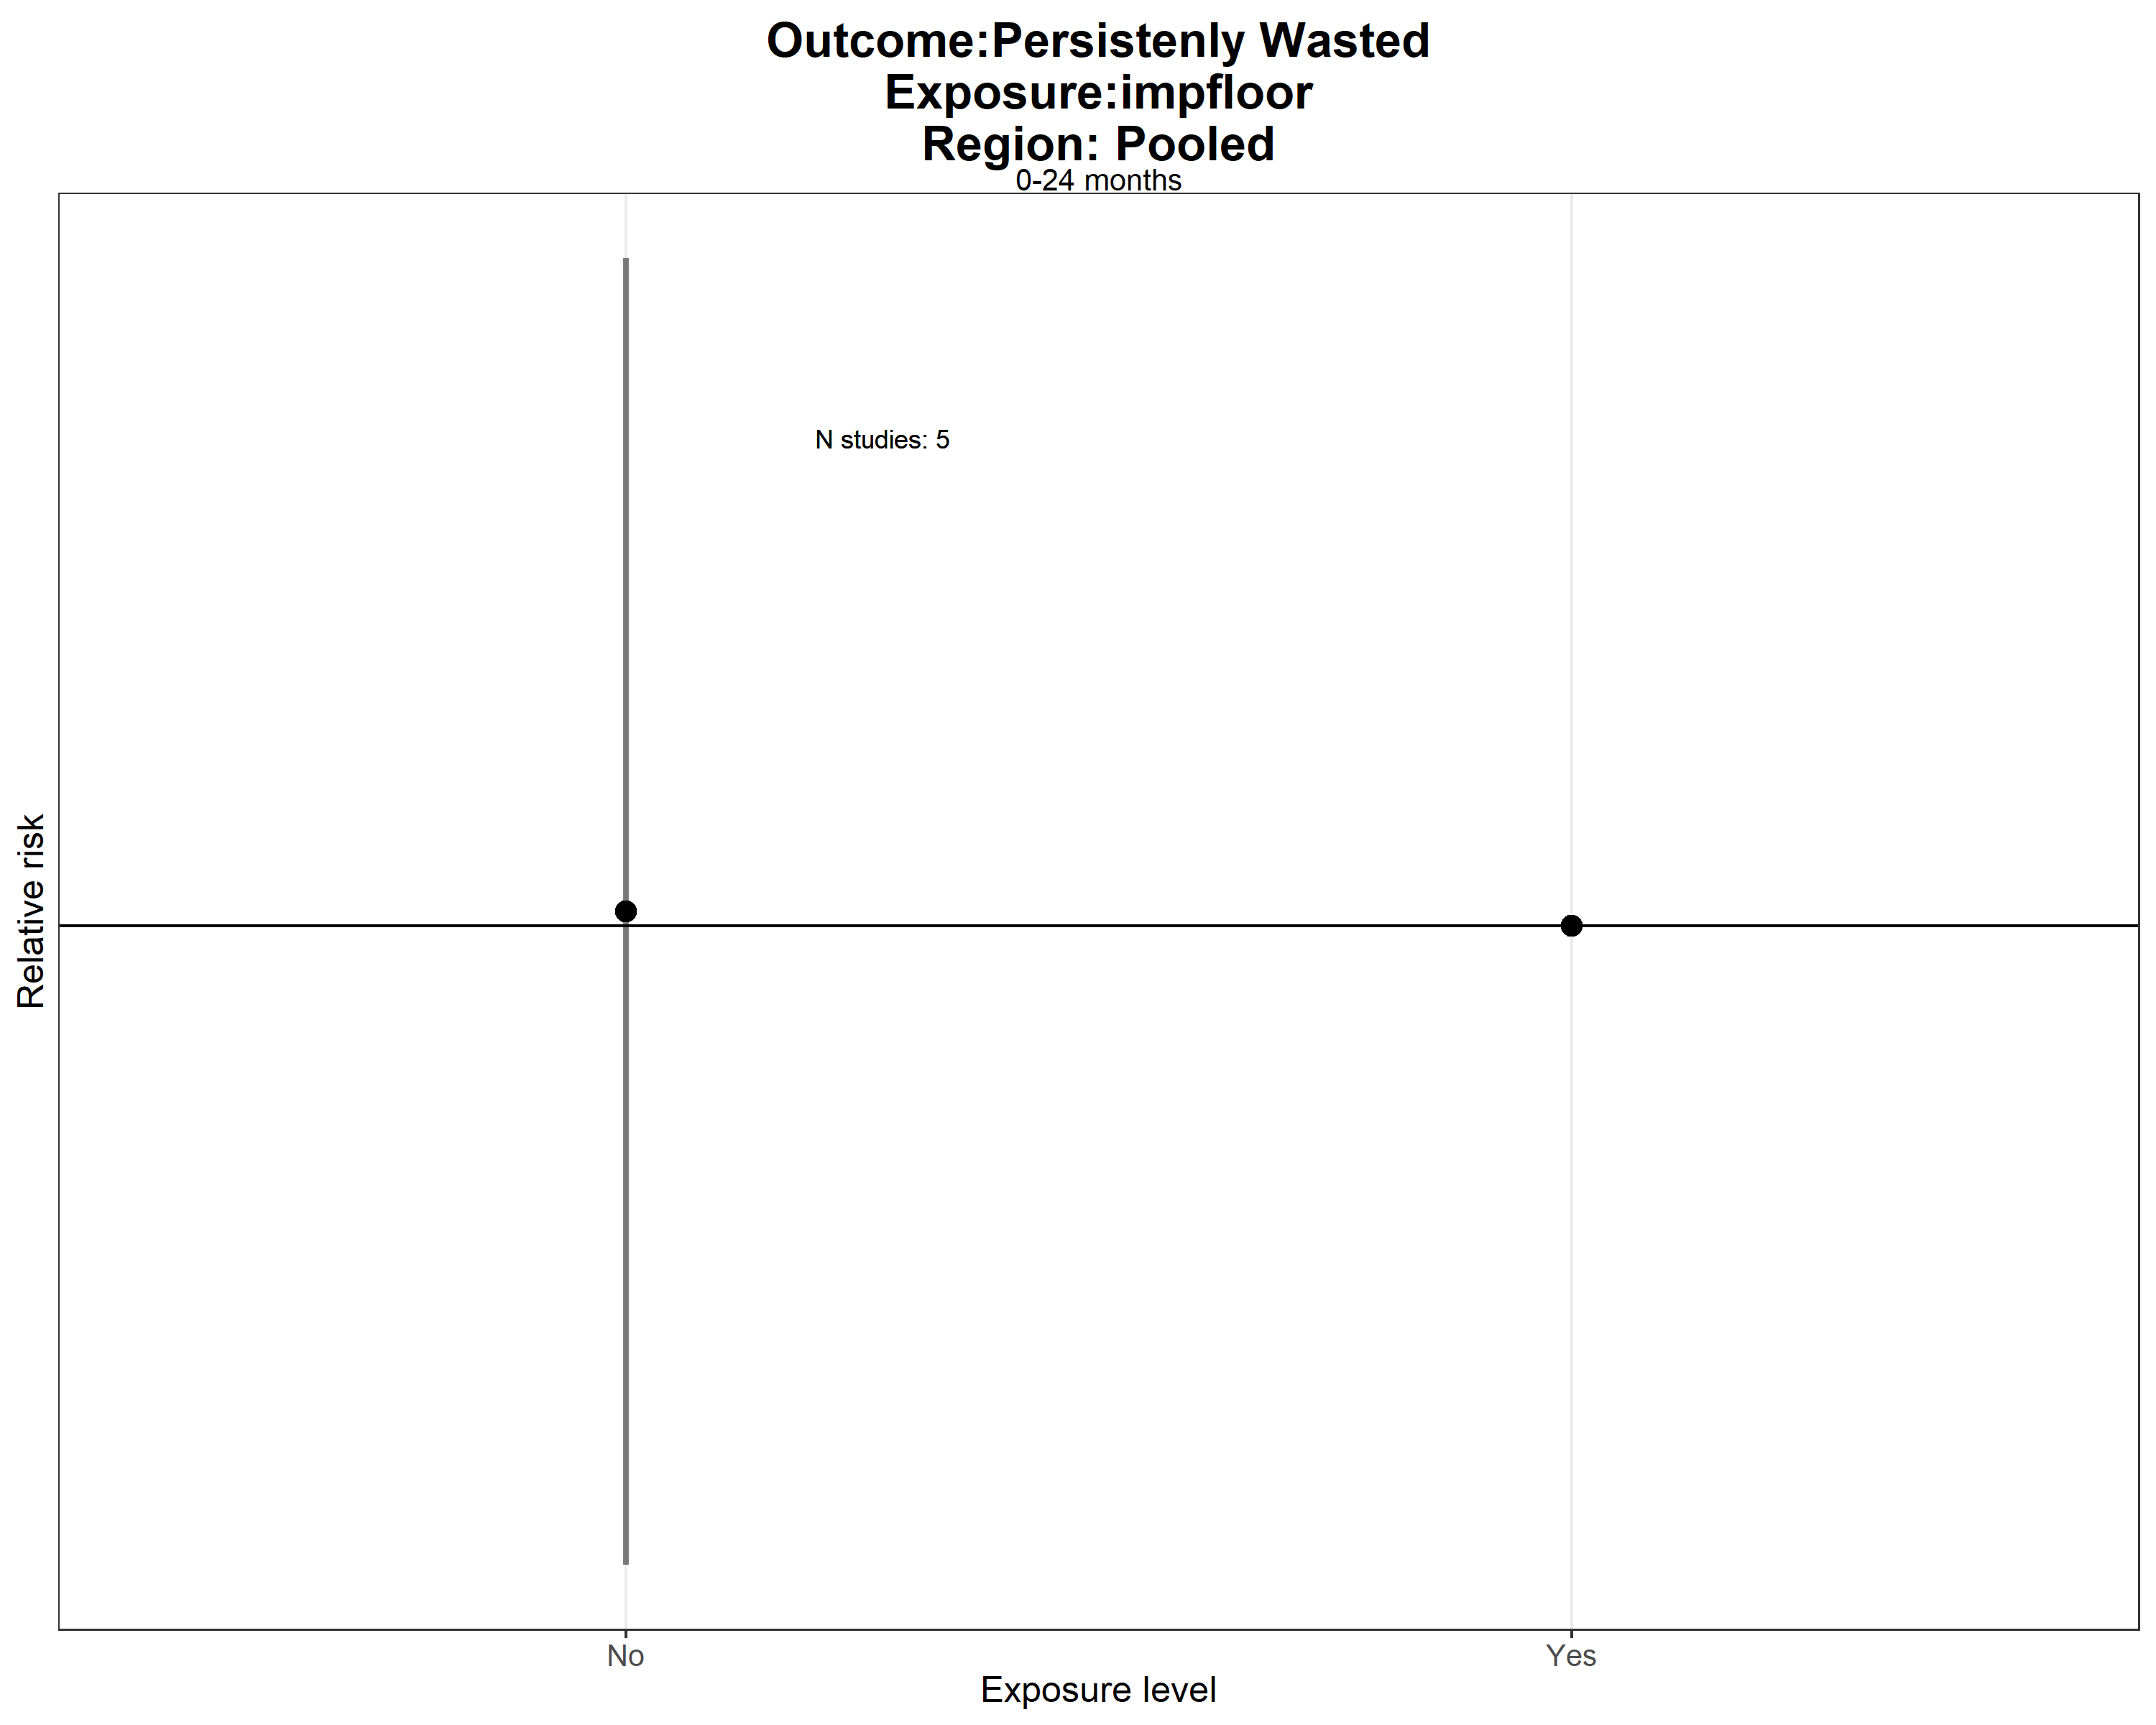 Outcome:Persistenly Wasted
Exposure:impfloor
Region: Pooled
0-24 months
N studies: 5
Relative risk
No
Yes
Exposure level